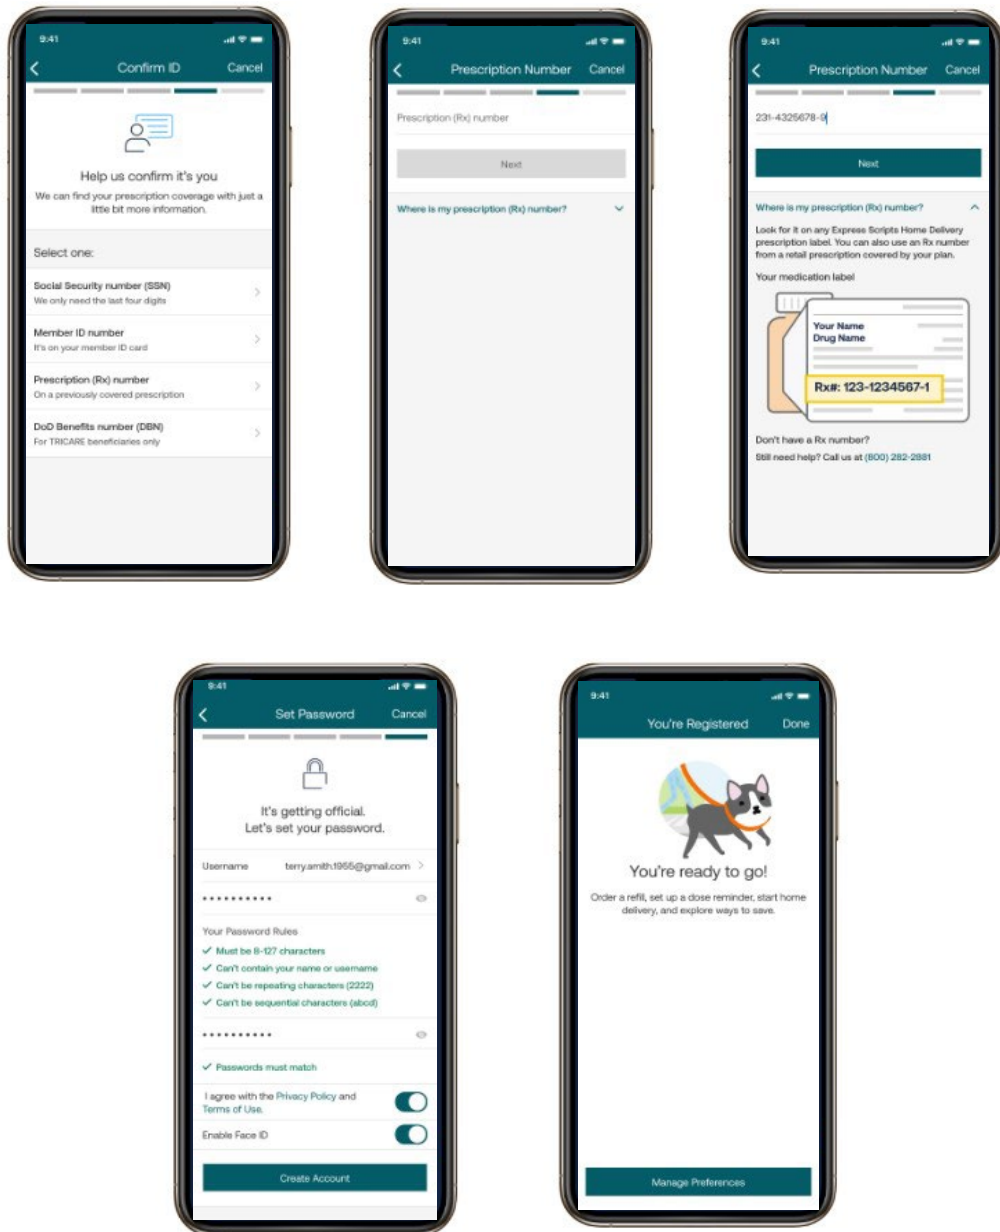 9:41
Confirm ID
Cancel
Help us confirm it's you
We can find your prescription coverage with just a
little bit more information.
Select one:
Social Security number (SSN)
We only need the last four digits
Member ID number
It's on your member ID card
Prescription (Rx) number
On a previously covered prescription
DoD Benefits number (DBN)
For TRICARE beneficiaries only
9:41
Prescription Number
Cancel
Prescription (Rx) number
Next
Where is my prescription (Rx) number?
9:41
Prescription Number
Cancel
231-4325678-9
Next
Where is my prescription (Rx) number?
Look for it on any Express Scripts Home Delivery
prescription label. You can also use an Rx number
from a retail prescription covered by your plan.
Your medication label
Your Name
Drug Name
Rx#: 123-1234567-1
Don't have a Rx number?
Still need help? Call us at (800) 282-2881
9:41
Set Password
Cancel
It's getting official.
Let's set your password.
Username terry.amith.1955@gmail.com
Your Password Rules
Must be 8-127 characters
Can't contain your name or username
Can't be repeating characters (2222)
Can't be sequential characters (abcd)
Passwords must match
I agree with the Privacy Policy and
Terms of Use.
Enable Face ID
Create Account
9:41
You're Registered
Done
You're ready to go!
Order a refill, set up a dose reminder, start home
delivery, and explore ways to save.
Manage Preferences